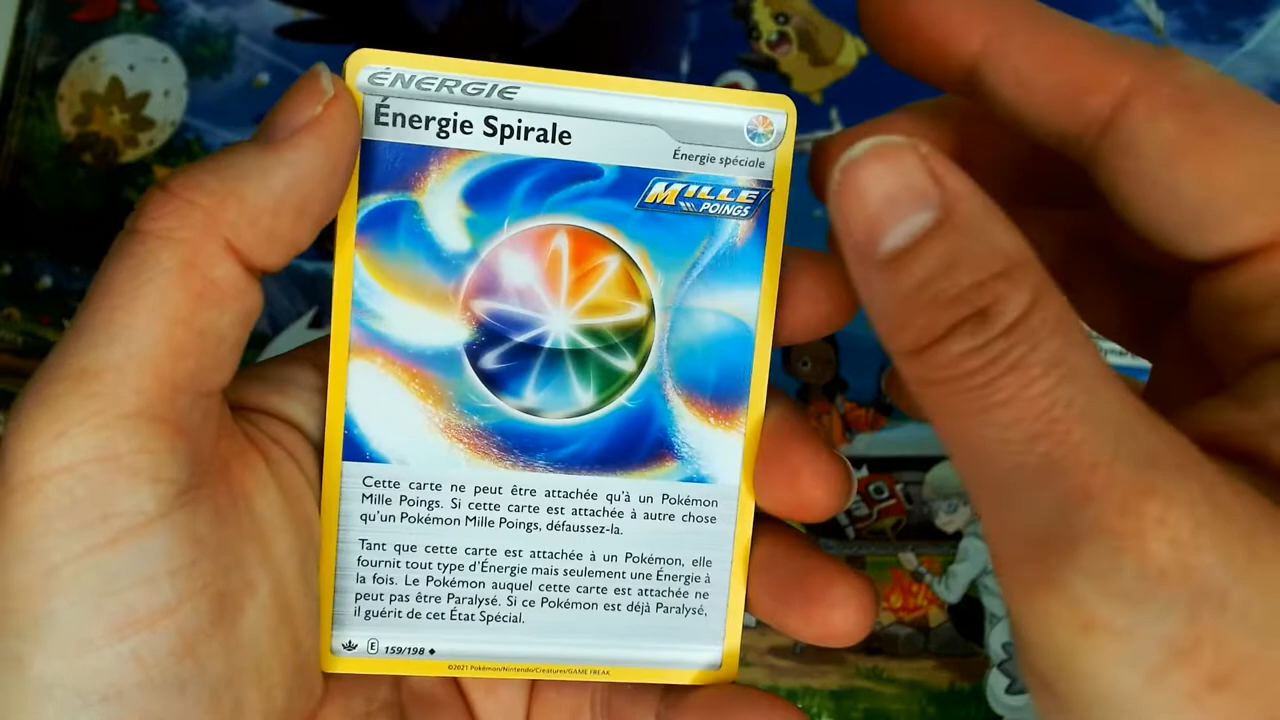 ÉNERGIE
Énergie Spirale
Énergie spéciale
MILLE
POINGS
Cette carte ne peut être attachée qu'à un Pokémon
Mille Poings. Si cette carte est attachée à autre chose
qu'un Pokémon Mille Poings, défaussez-la.
Tant que cette carte est attachée à un Pokémon, elle
fournit tout type d'Énergie mais seulement une Énergie à
la fois. Le Pokémon auquel cette carte est attachée ne
peut pas être Paralysé. Si ce Pokémon est déjà Paralysé,
il guérit de cet État Spécial.
E 159/198
©2021 Pokémon/Nintendo/Creatures/GAME FREAK